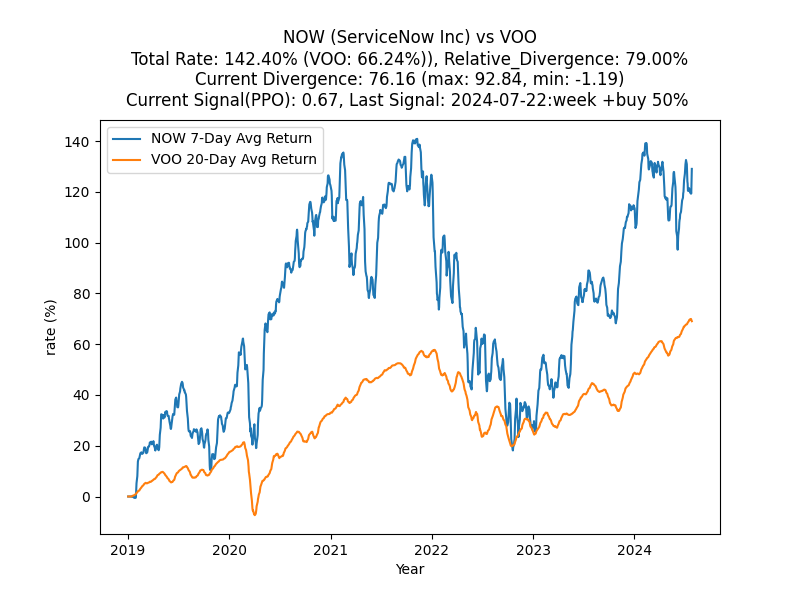 NOW (ServiceNow Inc) vs VOO
Total Rate: 142.40% (VOO: 66.24%)), Relative_Divergence: 79.00%
Current Divergence: 76.16 (max: 92.84, min: -1.19)
Current Signal(PPO): 0.67, Last Signal: 2024-07-22:week +buy 50%
NOW 7-Day Avg Return
VOO 20-Day Avg Return
140
120
100
80
60
40
20
0
rate (%)
2019 2020 2021 2022 2023 2024
Year